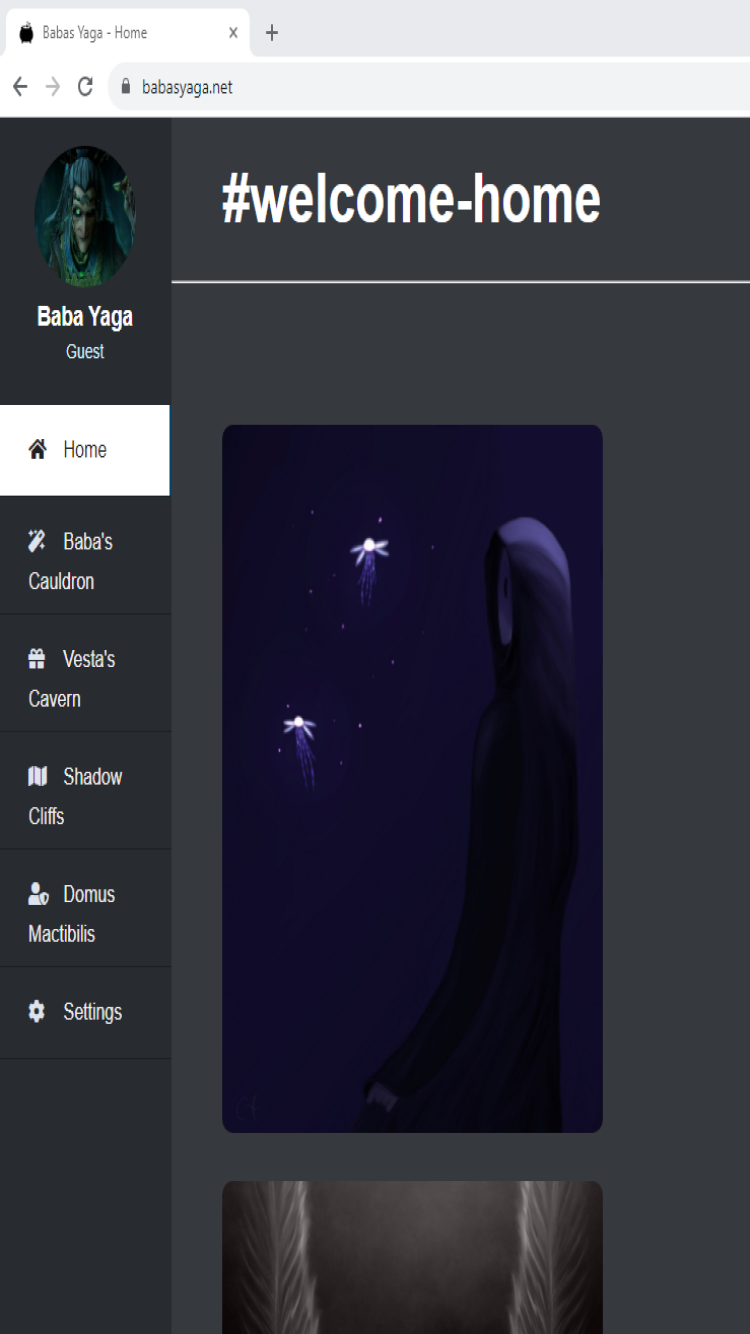 Babas Yaga - Home
babasyaga.net
Baba Yaga
Guest
#welcome-home
Home
Baba's
Cauldron
Vesta's
Cavern
Shadow
Cliffs
Domus
Mactibilis
Settings